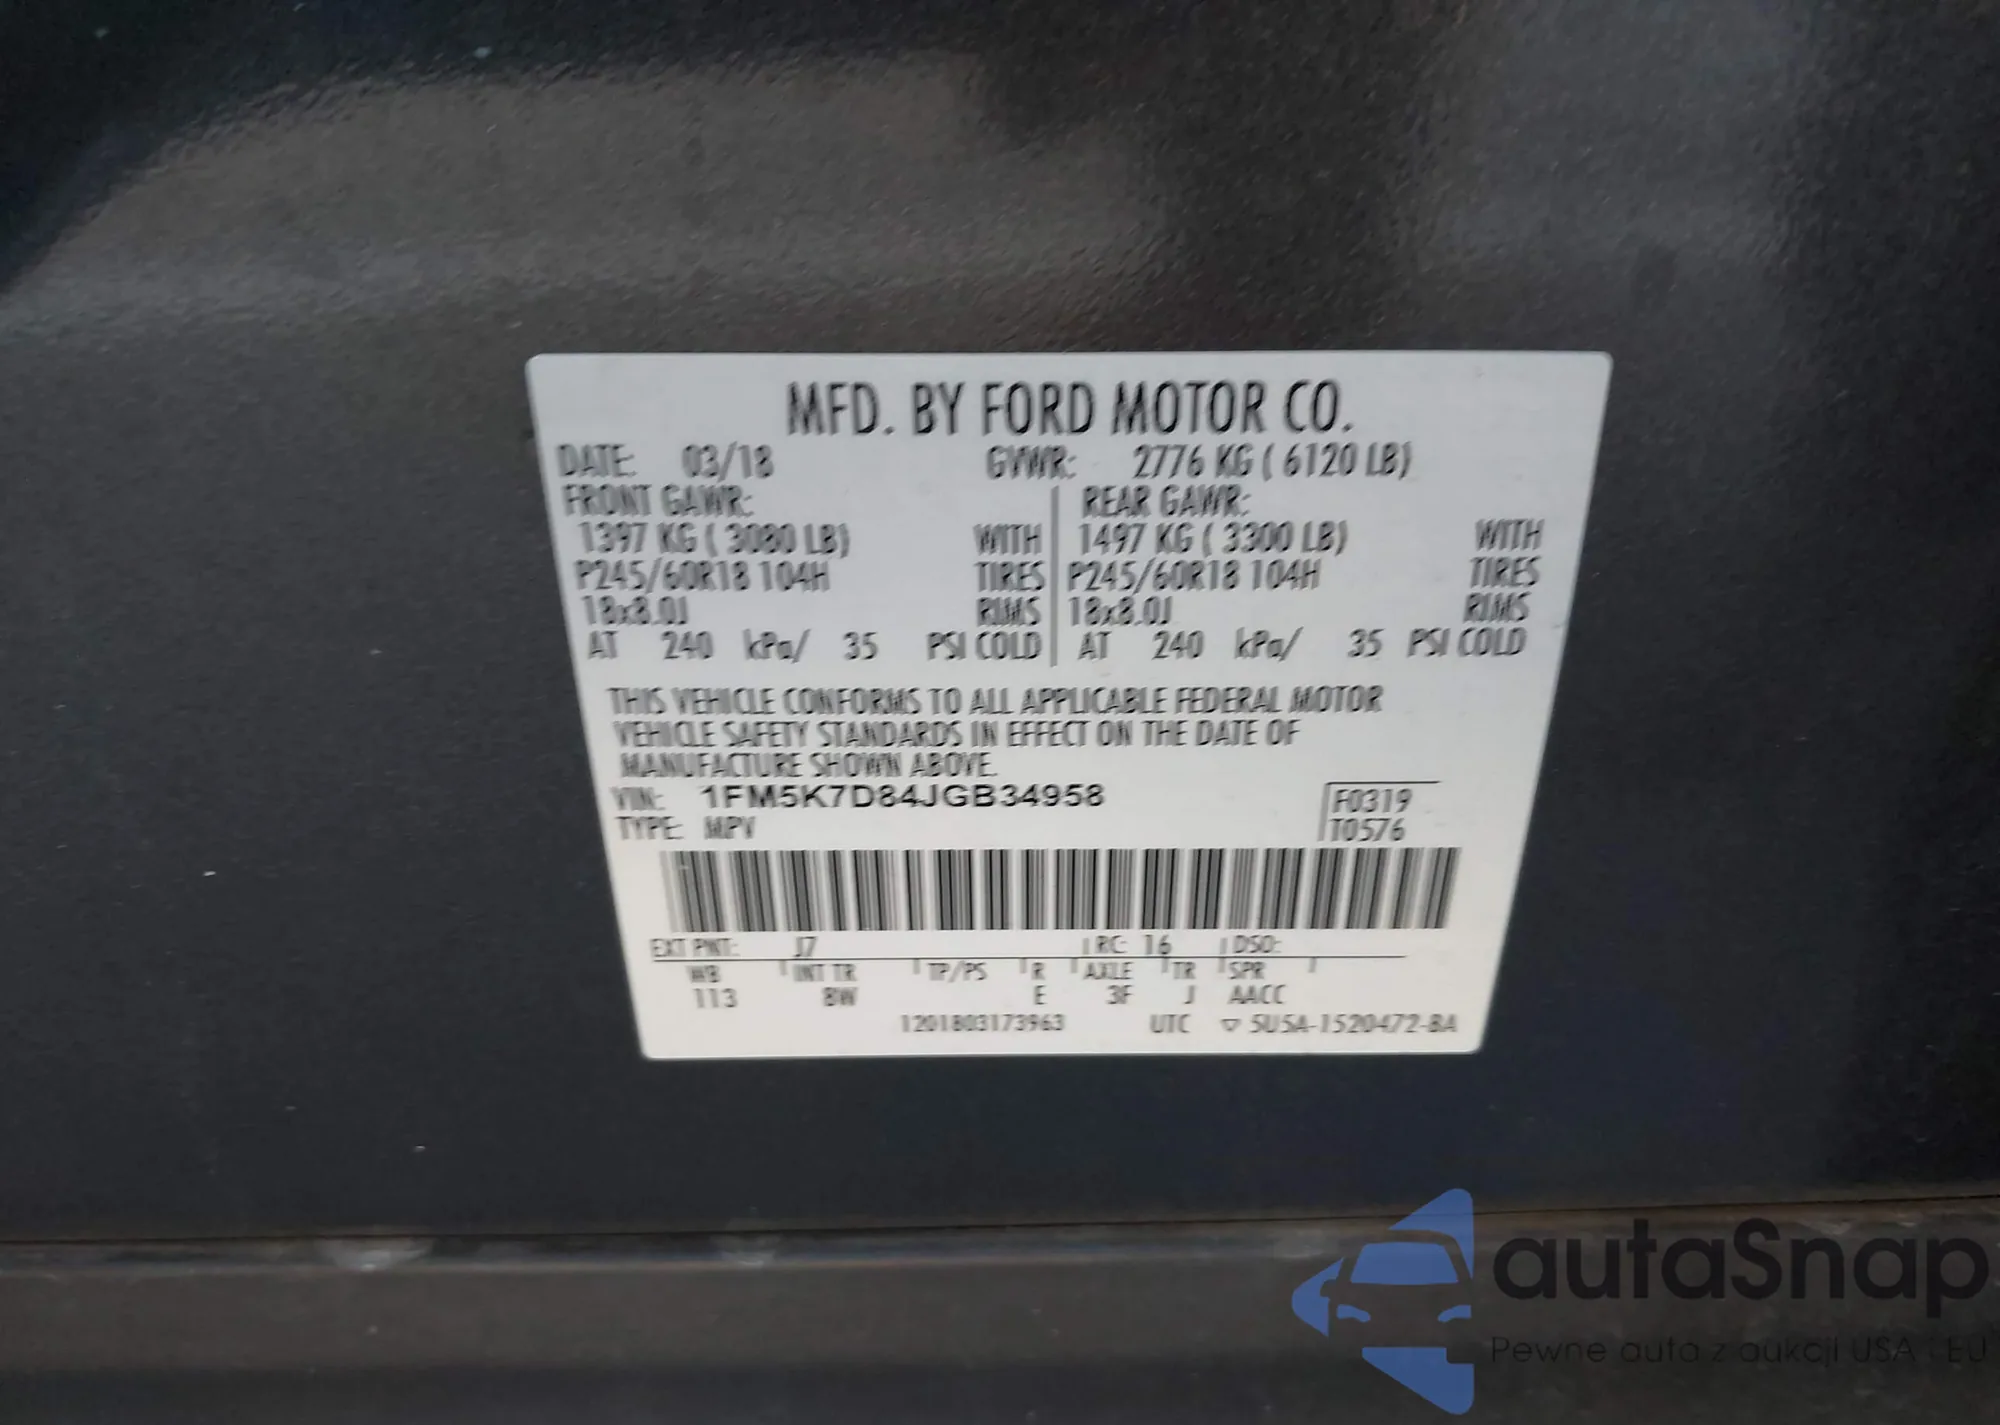 MFD. BY FORD MOTOR CO.
DATE: 03/18 GVWR: 2776 KG ( 6120 LB)
FRONT GAWR: REAR GAWR:
1397 KG ( 3080 LB) WITH 1497 KG ( 3300 LB) WITH
P245/60R18 104H TIRES P245/60R18 104H TIRES
18x8.0J RIMS 18x8.0J RIMS
AT 240 kPa/ 35 PSI COLD AT 240 kPa/ 35 PSI COLD
THIS VEHICLE CONFORMS TO ALL APPLICABLE FEDERAL MOTOR
VEHICLE SAFETY STANDARDS IN EFFECT ON THE DATE OF
MANUFACTURE SHOWN ABOVE.
VIN: 1FM5K7D84JGB34958 F0319
TYPE: MPV T0576
EXT PNT: J7 RC: 16 DSO:
WB INT TR TP/PS R AXLE TR SPR
113 8W E 3F J AACC
1201803173963 UTC ▽ 5U5A-1520472-BA
autaSnap
Pewne auta z aukcji USA i EU